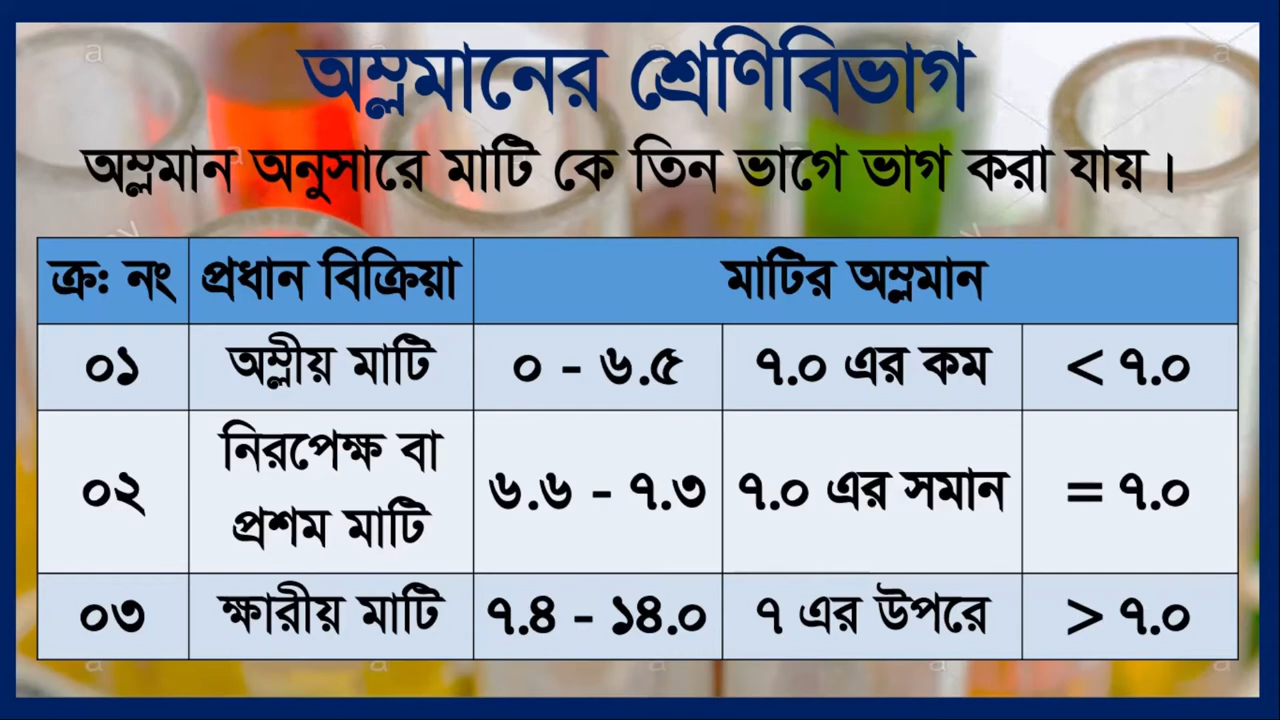 অম্লমানের শ্রেণিবিভাগ
অম্লমান অনুসারে মাটি কে তিন ভাগে ভাগ করা যায়।
ক্র: নং প্রধান বিক্রিয়া মাটির অম্লমান
০১ অম্লীয় মাটি ০ - ৬.৫ ৭.০ এর কম < ৭.০
নিরপেক্ষ বা
০২ ৬.৬ - ৭.৩ ৭.০ এর সমান = ৭.০
প্রশম মাটি
০৩ ক্ষারীয় মাটি ৭.৪ - ১৪.০ ৭ এর উপরে > ৭.০